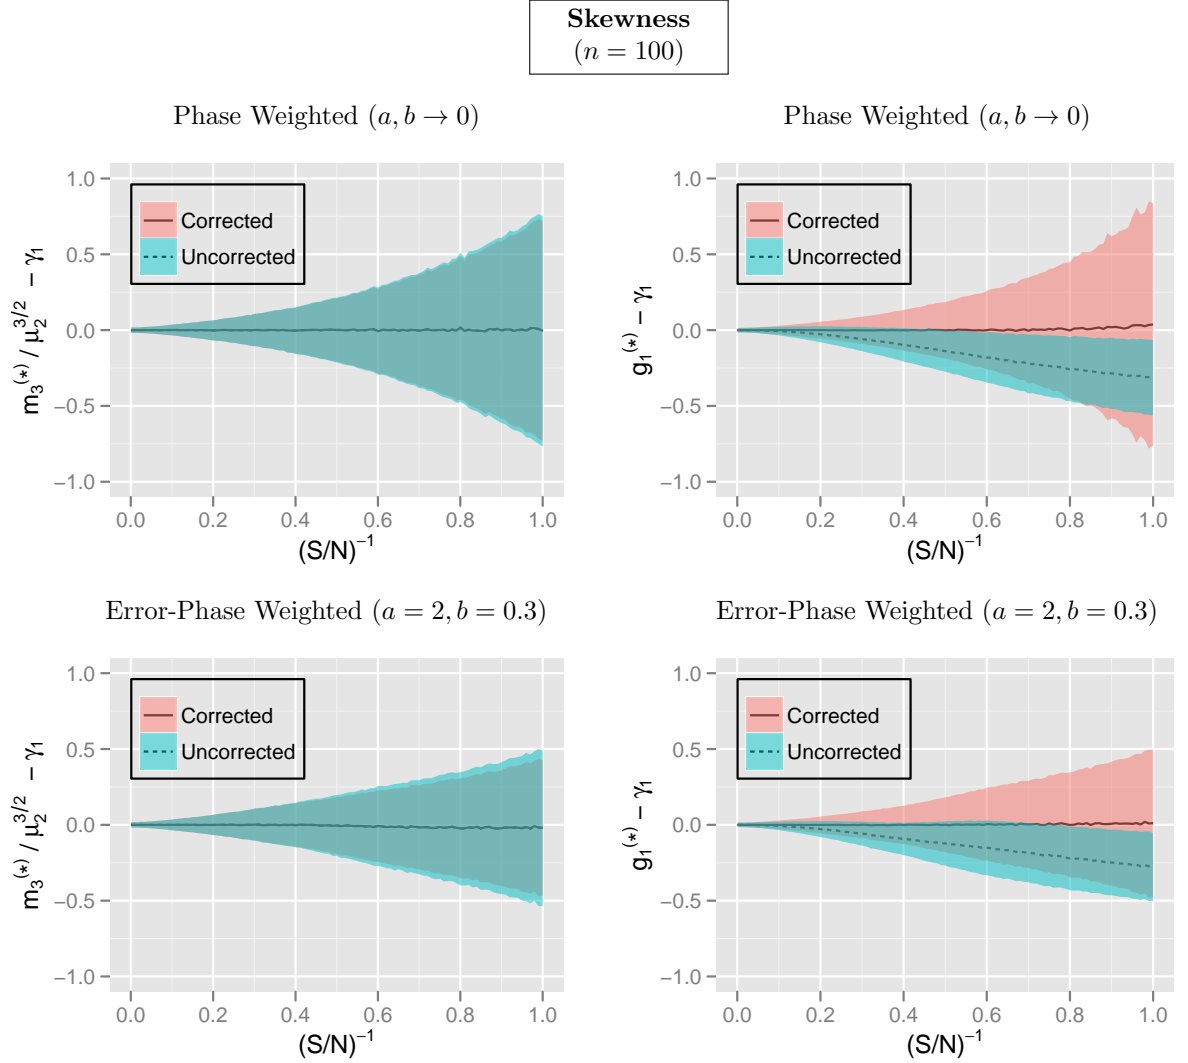 Skewness
(n = 100)
Phase Weighted (a, b → 0)
1.0
0.5
0.0
−0.5
−1.0
m₃⁽*⁾ / μ₂^3/2 − γ₁
Corrected
Uncorrected
0.0 0.2 0.4 0.6 0.8 1.0
(S/N)⁻¹
Phase Weighted (a, b → 0)
1.0
0.5
0.0
−0.5
−1.0
g₁⁽*⁾ − γ₁
Corrected
Uncorrected
0.0 0.2 0.4 0.6 0.8 1.0
(S/N)⁻¹
Error-Phase Weighted (a = 2, b = 0.3)
1.0
0.5
0.0
−0.5
−1.0
m₃⁽*⁾ / μ₂^3/2 − γ₁
Corrected
Uncorrected
0.0 0.2 0.4 0.6 0.8 1.0
(S/N)⁻¹
Error-Phase Weighted (a = 2, b = 0.3)
1.0
0.5
0.0
−0.5
−1.0
g₁⁽*⁾ − γ₁
Corrected
Uncorrected
0.0 0.2 0.4 0.6 0.8 1.0
(S/N)⁻¹